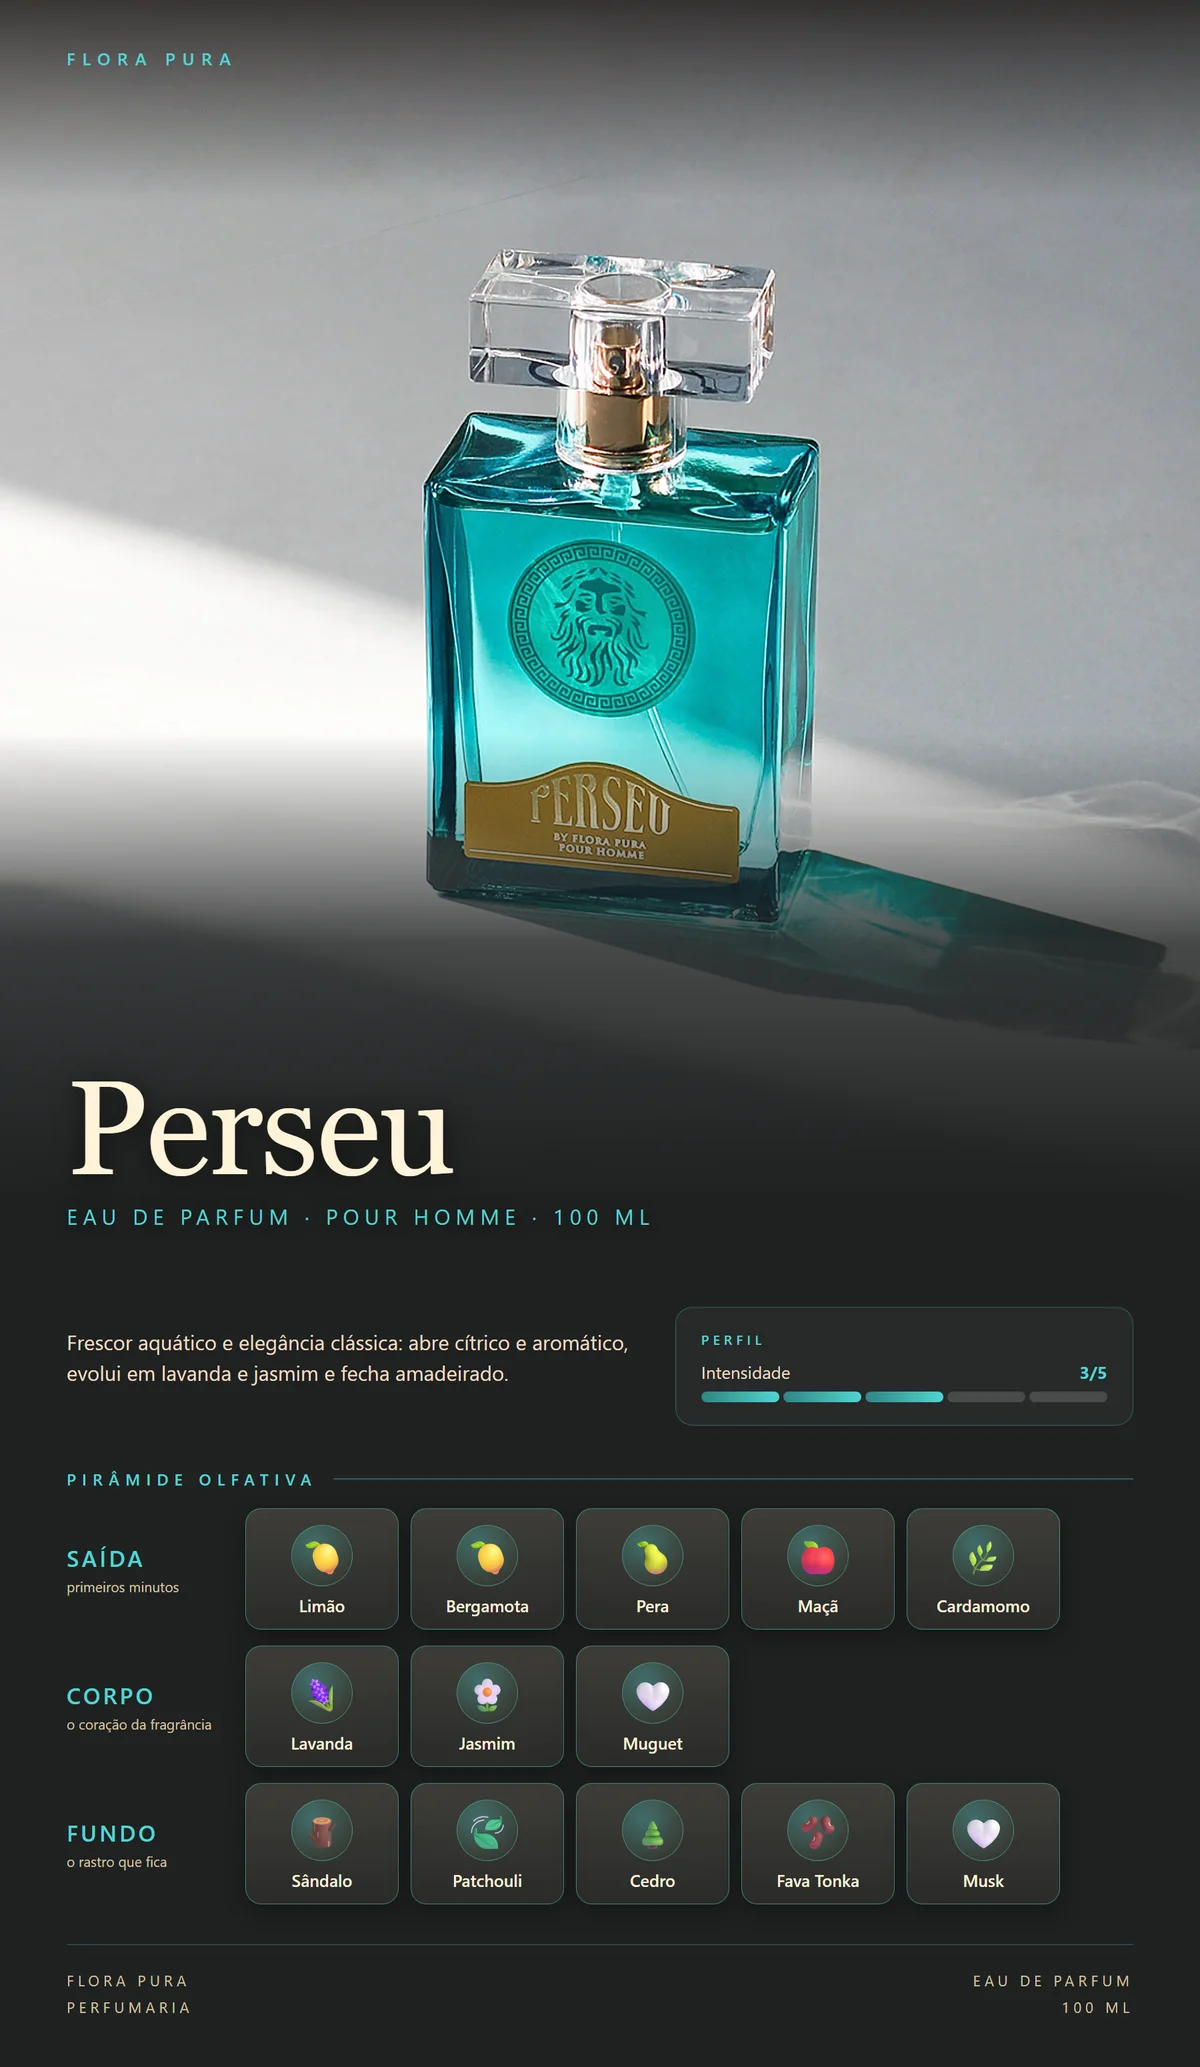 FLORA PURA
PERSEU
BY FLORA PURA
POUR HOMME
Perseu
EAU DE PARFUM · POUR HOMME · 100 ML
Frescor aquático e elegância clássica: abre cítrico e aromático,
evolui em lavanda e jasmim e fecha amadeirado.
PERFIL
Intensidade 3/5
PIRÂMIDE OLFATIVA
SAÍDA
primeiros minutos
Limão
Bergamota
Pera
Maçã
Cardamomo
CORPO
o coração da fragrância
Lavanda
Jasmim
Muguet
FUNDO
o rastro que fica
Sândalo
Patchouli
Cedro
Fava Tonka
Musk
FLORA PURA
PERFUMARIA
EAU DE PARFUM
100 ML